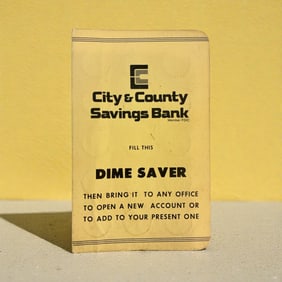 City & County
Savings Bank
Member FDIC
FILL THIS
DIME SAVER
THEN BRING IT TO ANY OFFICE
TO OPEN A NEW ACCOUNT OR
TO ADD TO YOUR PRESENT ONE